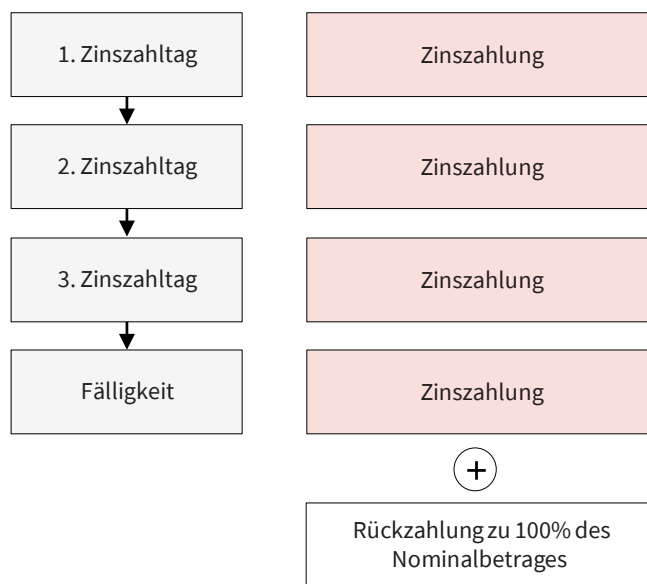 1. Zinszahltag
Zinszahlung
2. Zinszahltag
Zinszahlung
3. Zinszahltag
Zinszahlung
Fälligkeit
Zinszahlung
+
Rückzahlung zu 100% des
Nominalbetrages